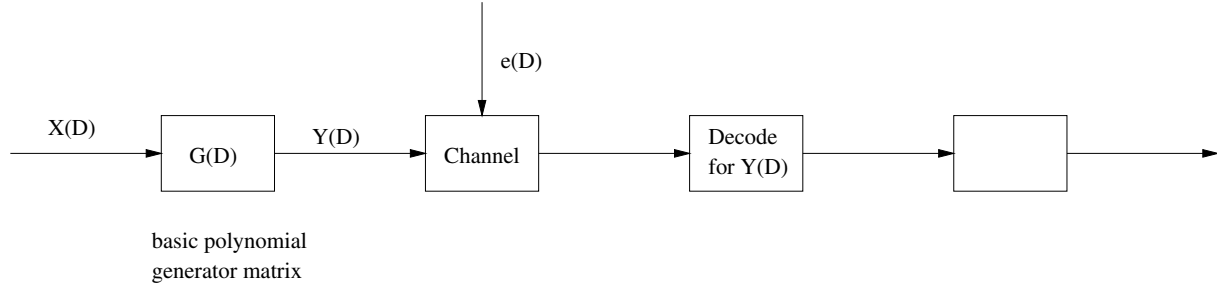 e(D)
X(D)
G(D)
Y(D)
Channel
Decode
for Y(D)
basic polynomial
generator matrix